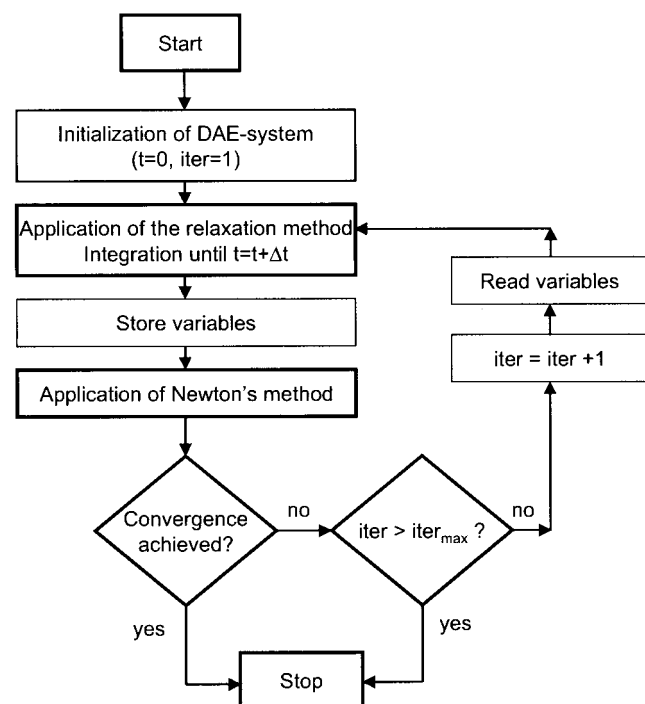 Start
Initialization of DAE-system
(t=0, iter=1)
Application of the relaxation method
Integration until t=t+Δt
Store variables
Application of Newton's method
Convergence
achieved?
no
iter > itermax ?
no
iter = iter +1
Read variables
yes
yes
Stop